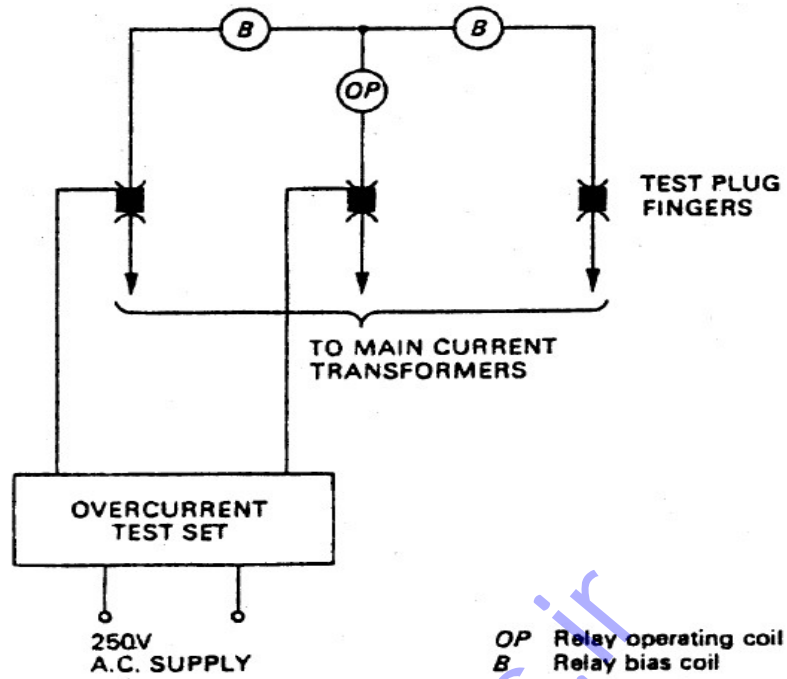 B
B
OP
TEST PLUG
FINGERS
TO MAIN CURRENT
TRANSFORMERS
OVERCURRENT
TEST SET
250V
A.C. SUPPLY
OP Relay operating coil
B Relay bias coil
.ir